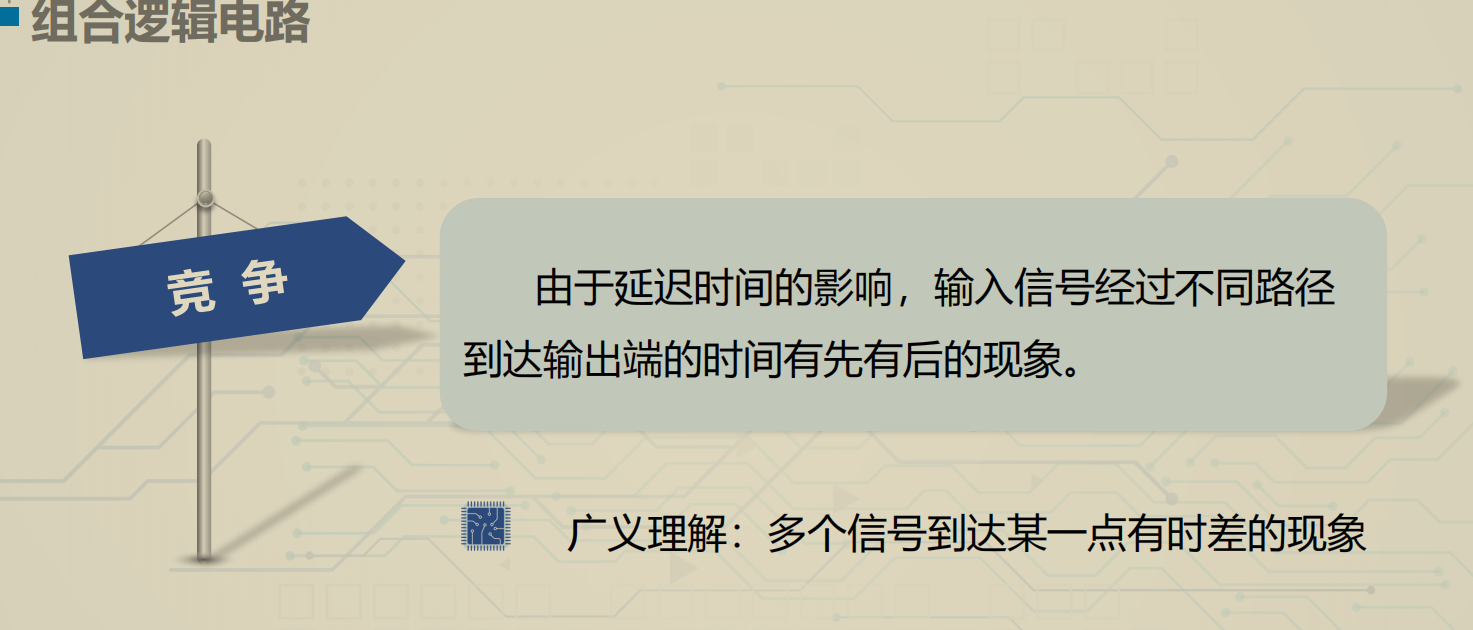 组合逻辑电路
竞争
由于延迟时间的影响，输入信号经过不同路径
到达输出端的时间有先有后的现象。
广义理解：多个信号到达某一点有时差的现象